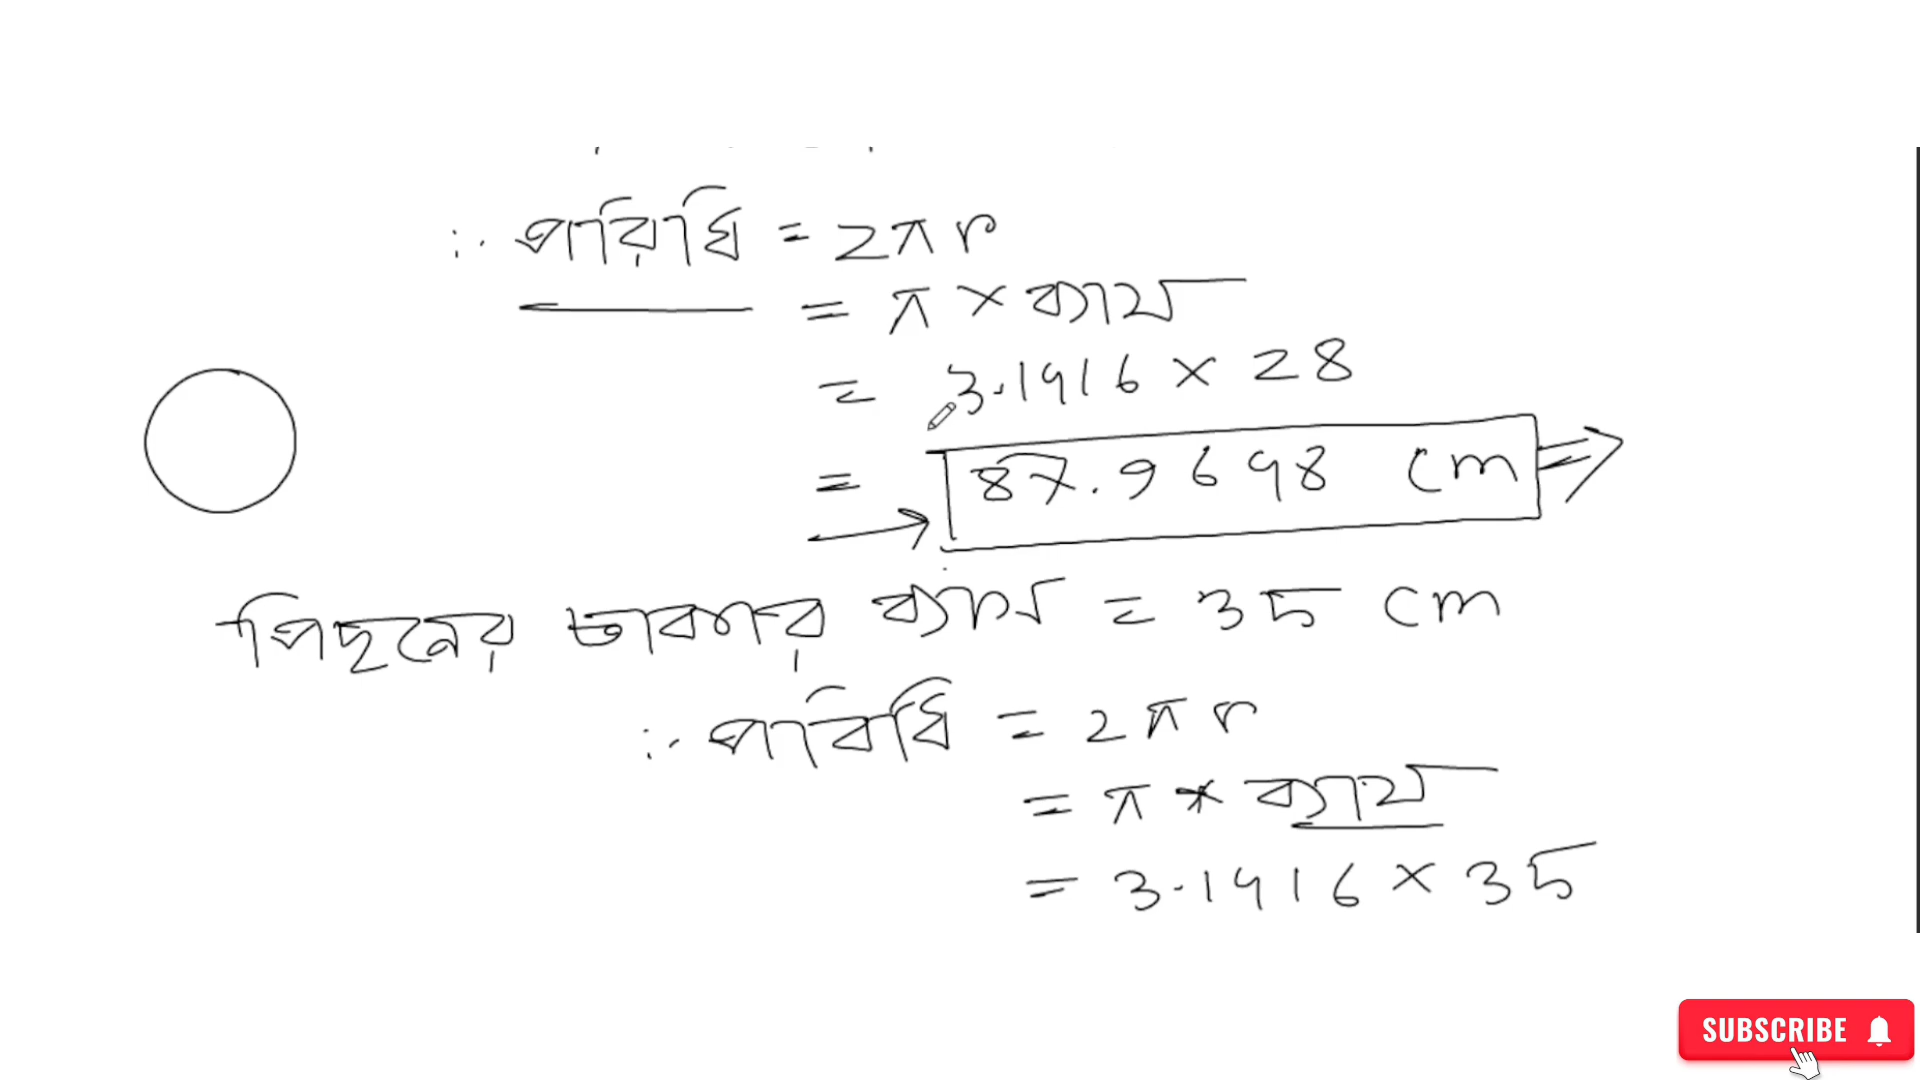 ∴ পরিধি = 2πr
= π × ব্যাস
= 3.1416 × 28
= 87.9648 cm
পিছনের চাকার ব্যাস = 35 cm
∴ পরিধি = 2πr
= π × ব্যাস
= 3.1416 × 35
SUBSCRIBE